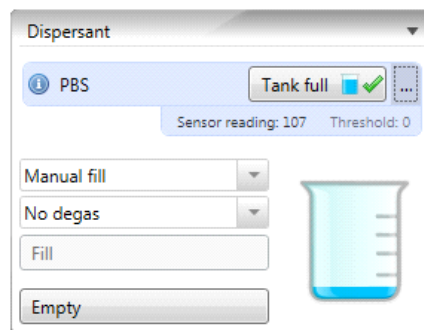 Dispersant
PBS
Tank full
...
Sensor reading: 107 Threshold: 0
Manual fill
No degas
Fill
Empty